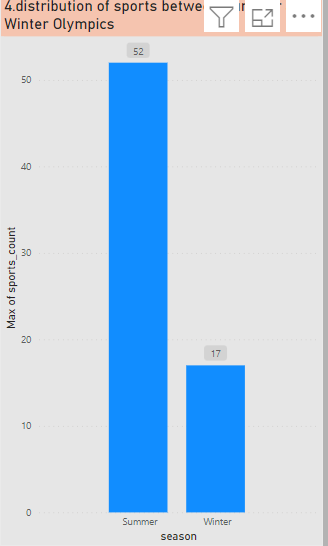 4.distribution of sports
Winter Olympics
52
50
40
30
Max of sports_count
20
17
10
0
Summer
Winter
season